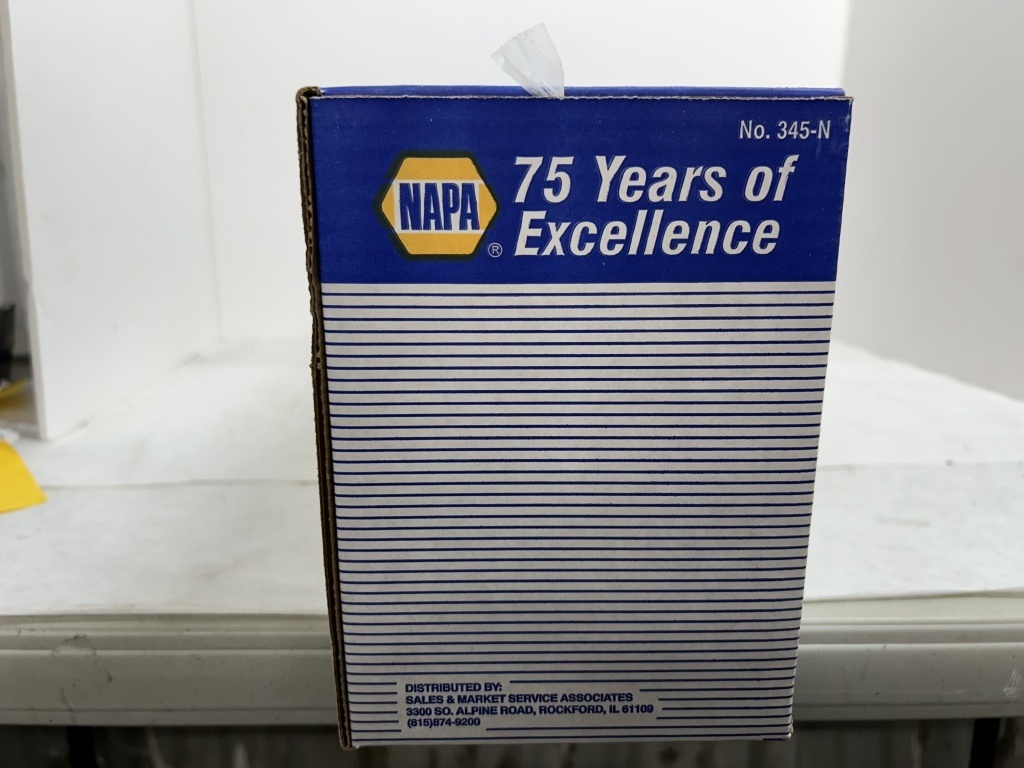 No. 345-N
NAPA ®
75 Years of
Excellence
DISTRIBUTED BY:
SALES & MARKET SERVICE ASSOCIATES
3300 SO. ALPINE ROAD, ROCKFORD, IL 61109
(815)874-9200